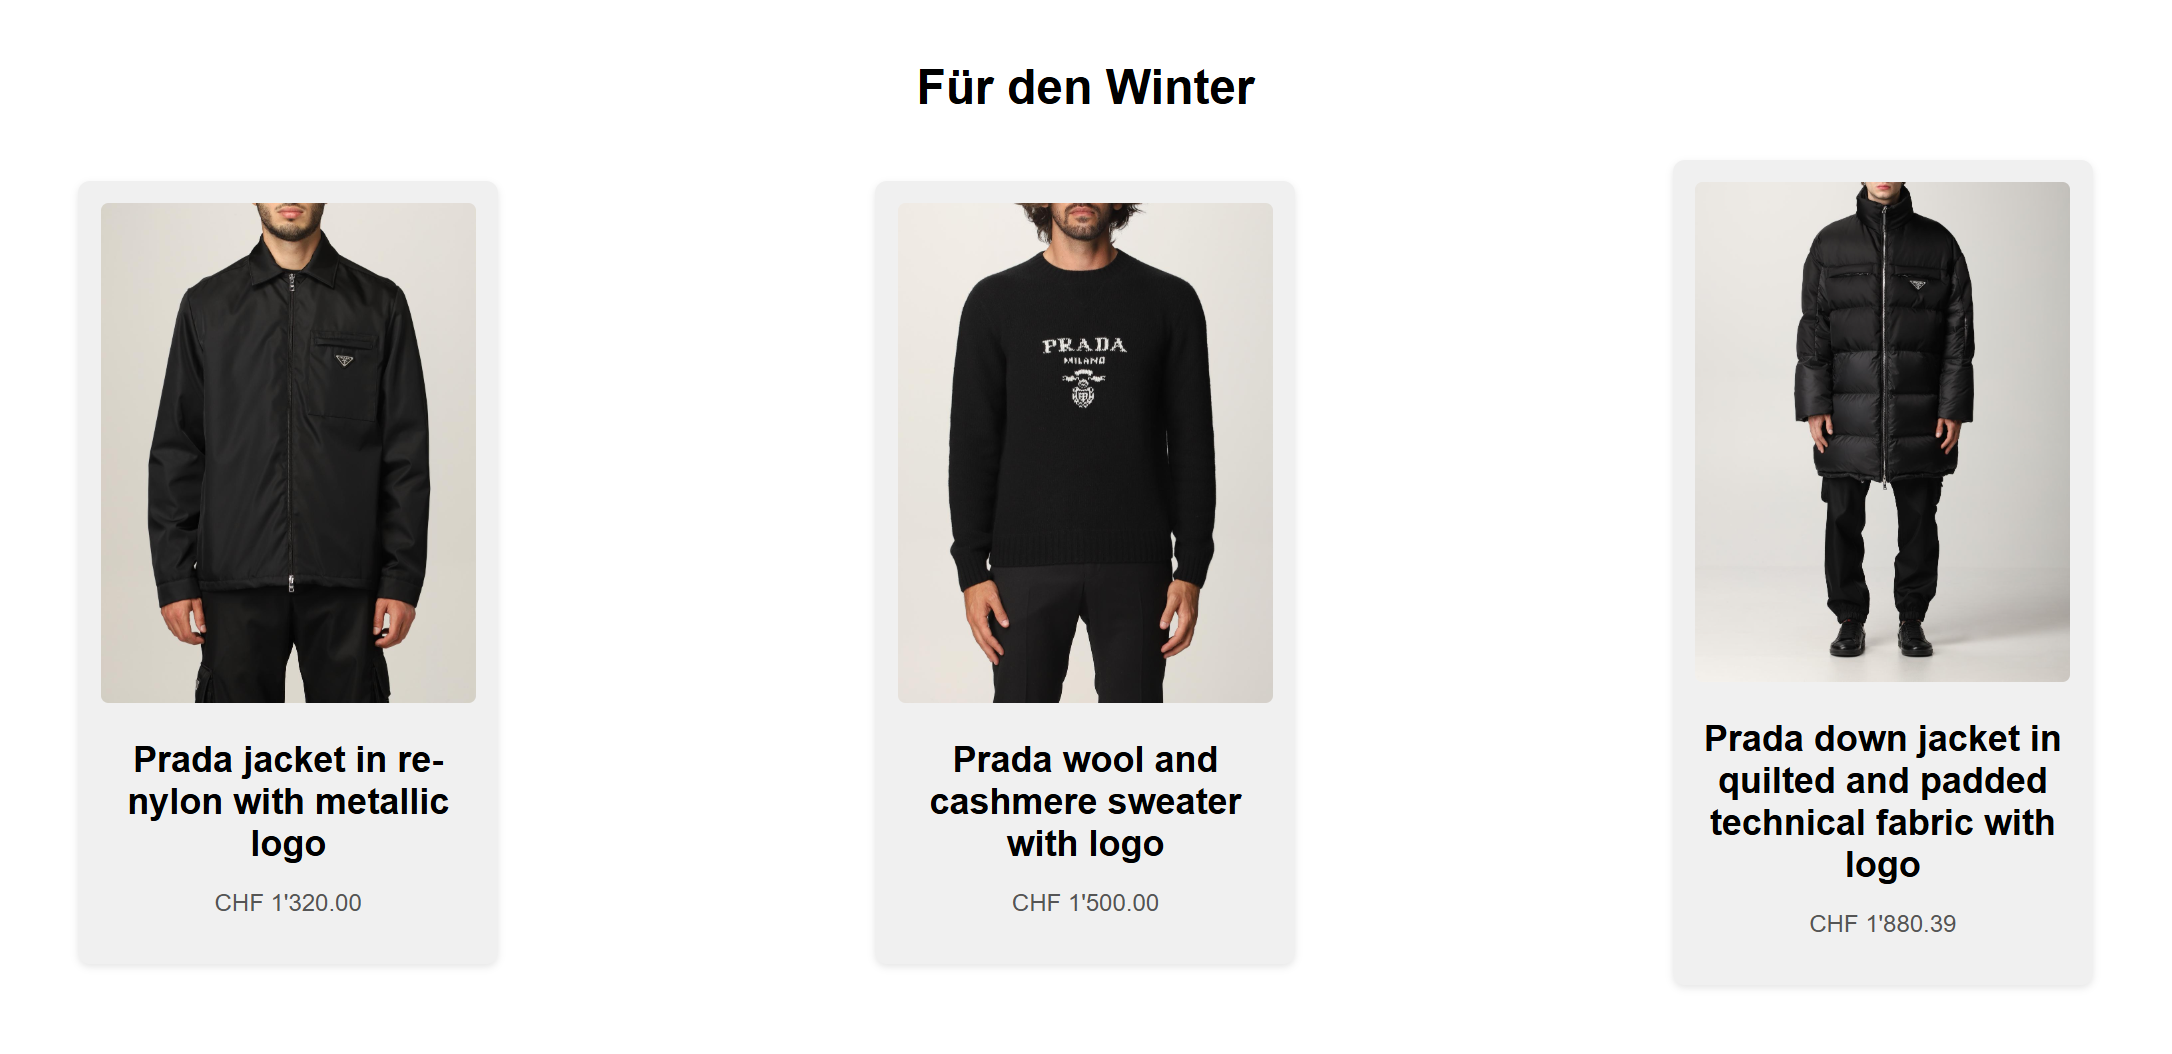 Für den Winter
PRADA
MILANO
Prada jacket in re-
nylon with metallic
logo
CHF 1'320.00
Prada wool and
cashmere sweater
with logo
CHF 1'500.00
Prada down jacket in
quilted and padded
technical fabric with
logo
CHF 1'880.39